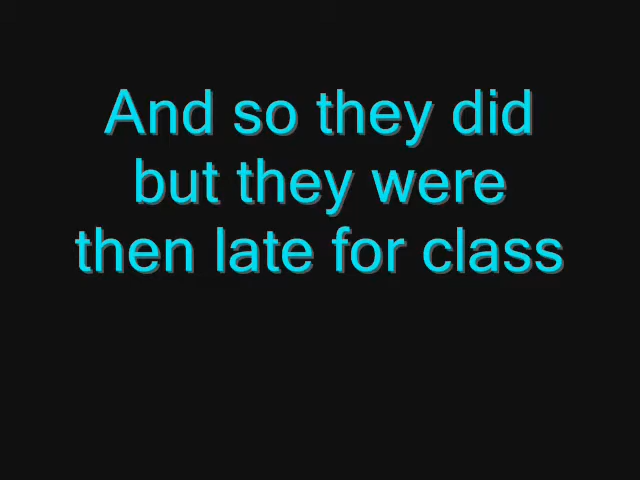 And so they did
but they were
then late for class